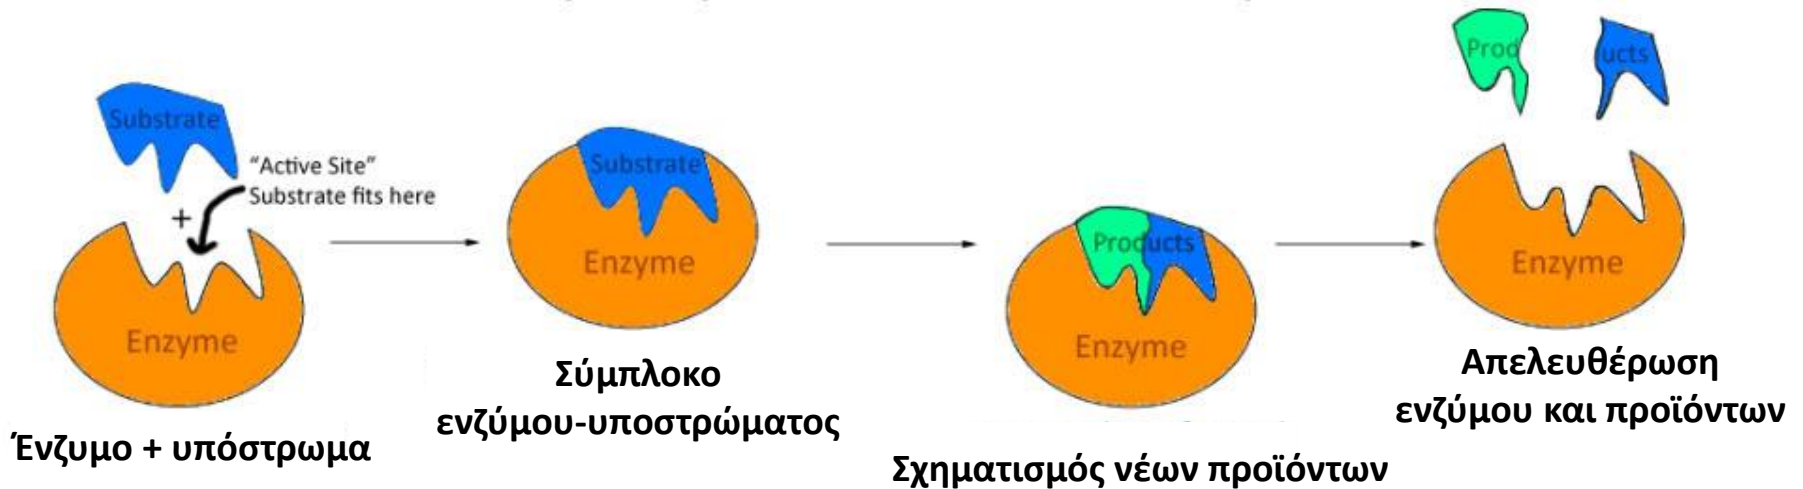 Substrate
"Active Site"
Substrate fits here
+
Enzyme
Ένζυμο + υπόστρωμα
Substrate
Enzyme
Σύμπλοκο
ενζύμου-υποστρώματος
Products
Enzyme
Σχηματισμός νέων προϊόντων
Prod ucts
Enzyme
Απελευθέρωση
ενζύμου και προϊόντων